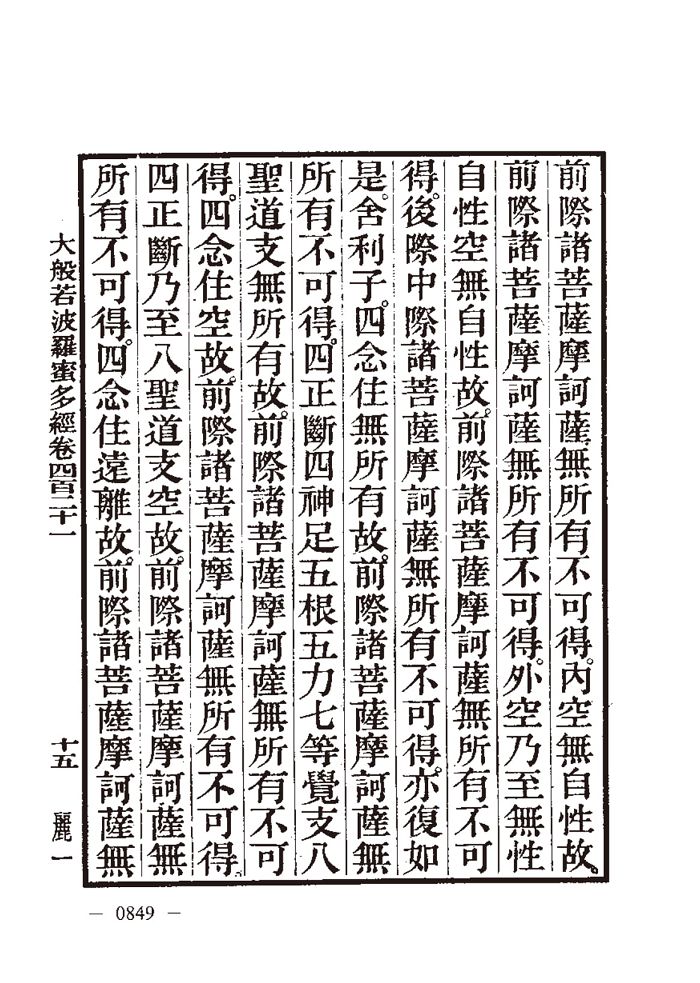 前際諸菩薩摩訶薩無所有不可得。內空無自性故。
前際諸菩薩摩訶薩無所有不可得。外空乃至無性
自性空無自性故。前際諸菩薩摩訶薩無所有不可
得。後際中際諸菩薩摩訶薩無所有不可得。亦復如
是。舍利子。四念住無所有故。前際諸菩薩摩訶薩無
所有不可得。四正斷四神足五根五力七等覺支八
聖道支無所有故。前際諸菩薩摩訶薩無所有不可
得。四念住空故。前際諸菩薩摩訶薩無所有不可得。
四正斷乃至八聖道支空故。前際諸菩薩摩訶薩無
所有不可得。四念住遠離故。前際諸菩薩摩訶薩無
大般若波羅蜜多經卷四百二十一 十五 麗一
— 0849 —